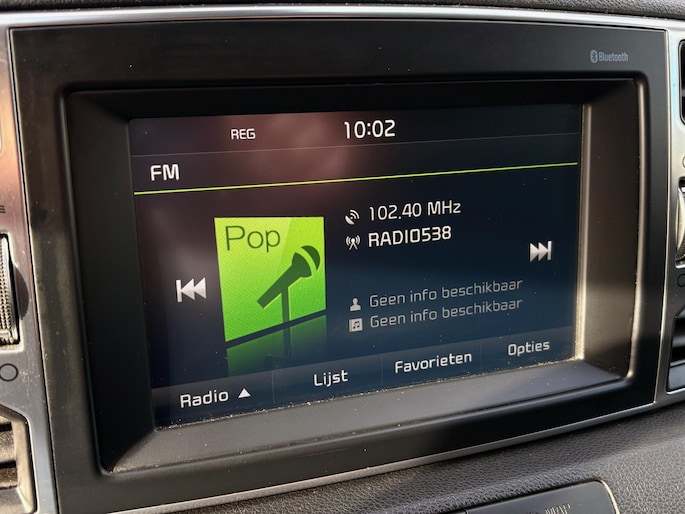 Bluetooth
REG 10:02
FM
Pop
102.40 MHz
RADIO538
Geen info beschikbaar
Geen info beschikbaar
Radio ▲ Lijst Favorieten Opties